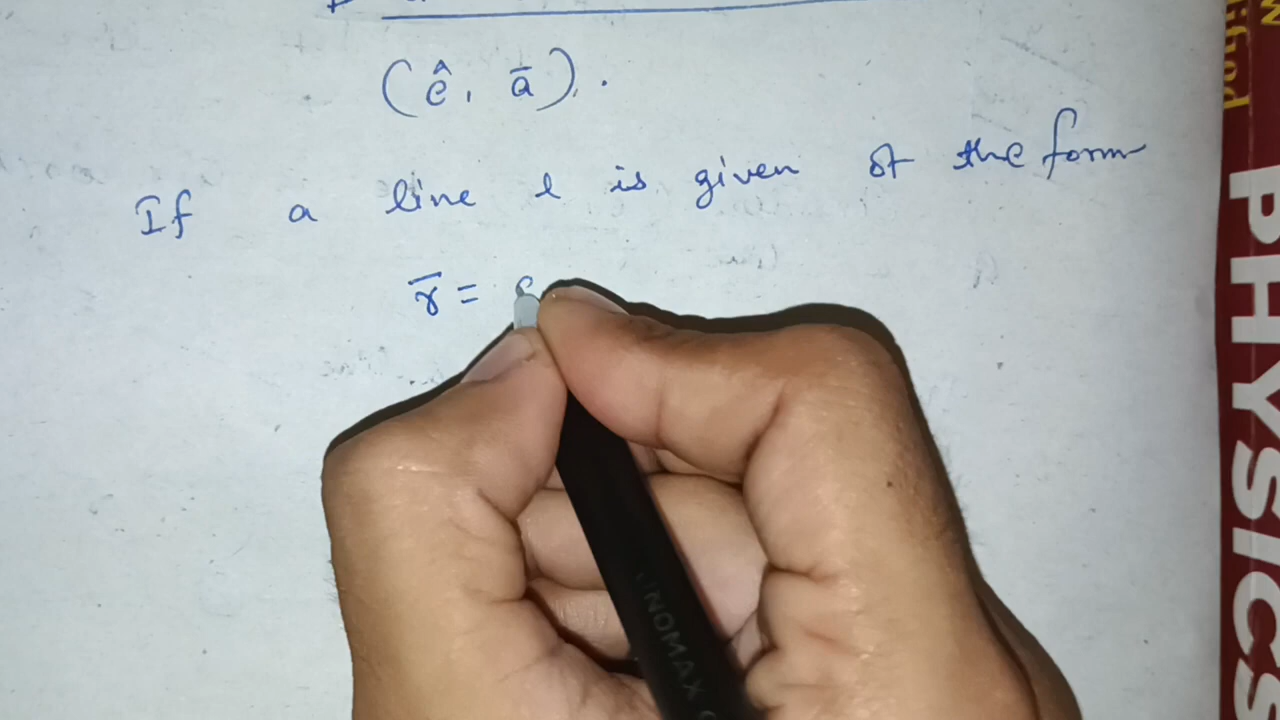 (ê, ā).
If a line l is given of the form
r̄ =
PHYSICS